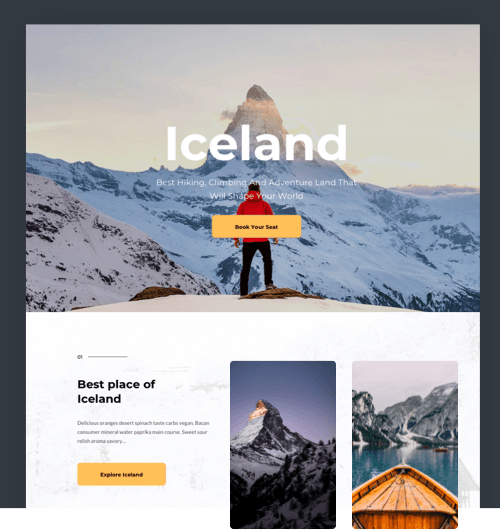 Iceland
Best Hiking, Climbing And Adventure Land That
Will Shape Your World
Book Your Seat
01
Best place of
Iceland
Delicious oranges desert spinach taste carbs vegan. Bacon
consumer mineral water paprika main course. Sweet sour
relish aroma savary...
Explore Iceland